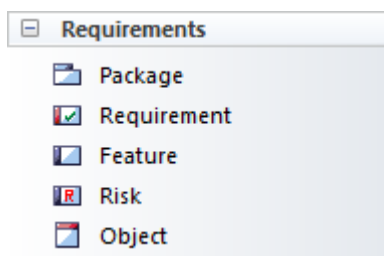 Requirements
Package
Requirement
Feature
Risk
Object